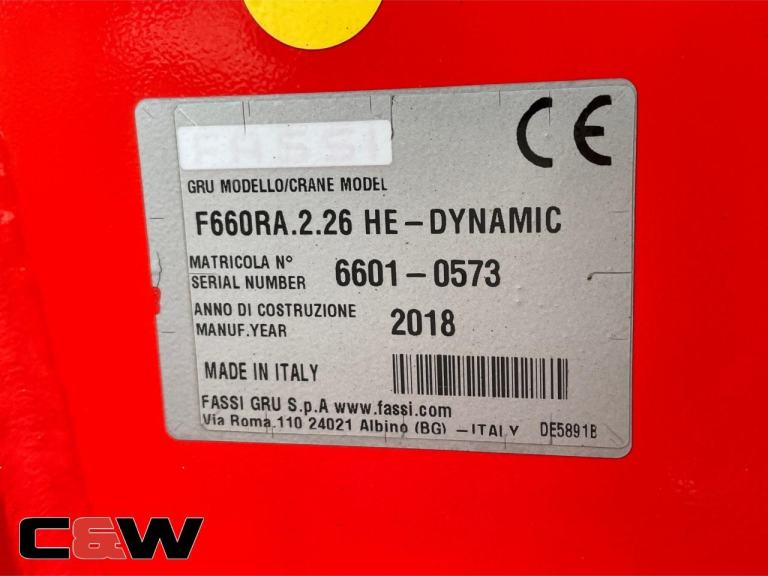 FASSI
CE
GRU MODELLO/CRANE MODEL
F660RA.2.26 HE-DYNAMIC
MATRICOLA N°
SERIAL NUMBER 6601-0573
ANNO DI COSTRUZIONE
MANUF.YEAR 2018
MADE IN ITALY
FASSI GRU S.p.A www.fassi.com
Via Roma,110 24021 Albino (BG) -ITALY DE5891B
C&W